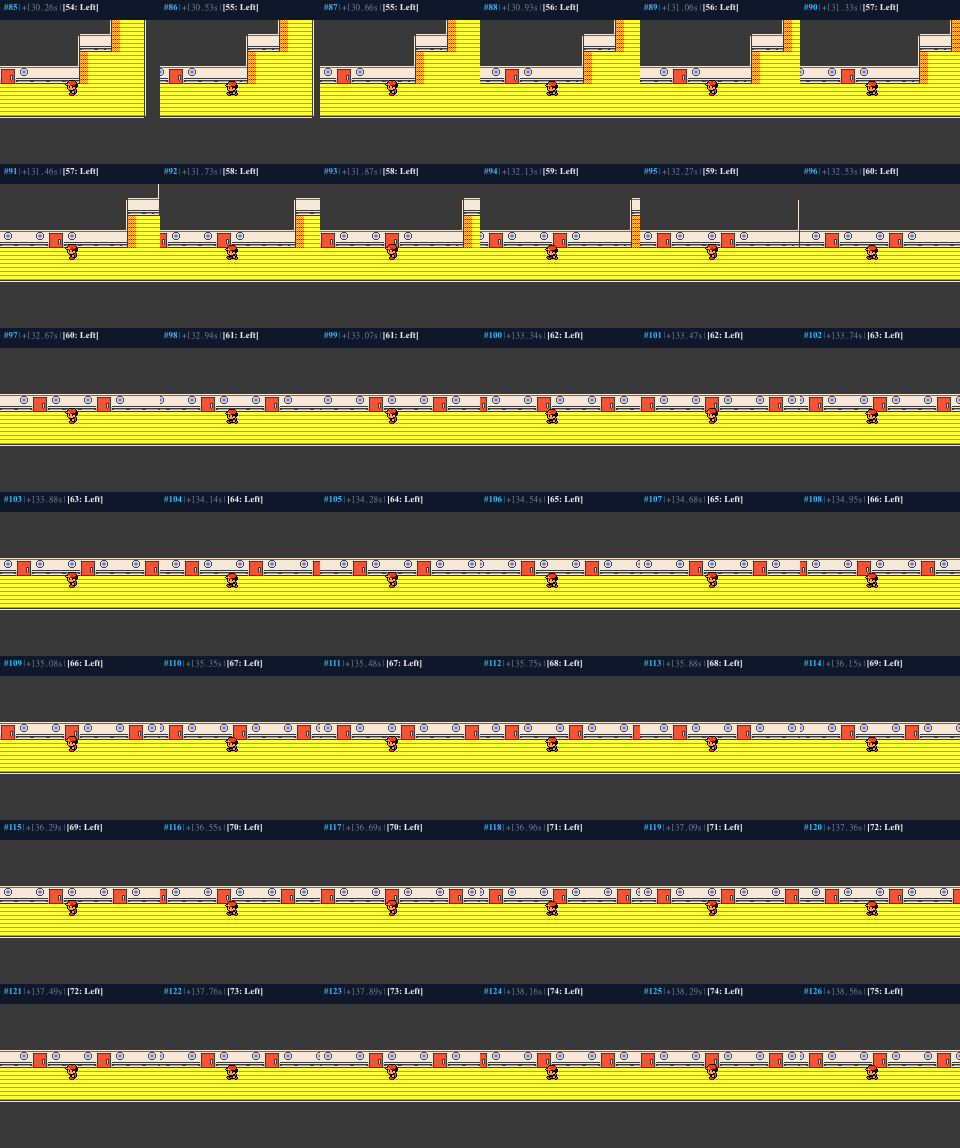 #85|+130.26s|[54: Left]
#86|+130.53s|[55: Left]
#87|+130.66s|[55: Left]
#88|+130.93s|[56: Left]
#89|+131.06s|[56: Left]
#90|+131.33s|[57: Left]
#91|+131.46s|[57: Left]
#92|+131.73s|[58: Left]
#93|+131.87s|[58: Left]
#94|+132.13s|[59: Left]
#95|+132.27s|[59: Left]
#96|+132.53s|[60: Left]
#97|+132.67s|[60: Left]
#98|+132.94s|[61: Left]
#99|+133.07s|[61: Left]
#100|+133.34s|[62: Left]
#101|+133.47s|[62: Left]
#102|+133.74s|[63: Left]
#103|+133.88s|[63: Left]
#104|+134.14s|[64: Left]
#105|+134.28s|[64: Left]
#106|+134.54s|[65: Left]
#107|+134.68s|[65: Left]
#108|+134.95s|[66: Left]
#109|+135.08s|[66: Left]
#110|+135.35s|[67: Left]
#111|+135.48s|[67: Left]
#112|+135.75s|[68: Left]
#113|+135.88s|[68: Left]
#114|+136.15s|[69: Left]
#115|+136.29s|[69: Left]
#116|+136.55s|[70: Left]
#117|+136.69s|[70: Left]
#118|+136.96s|[71: Left]
#119|+137.09s|[71: Left]
#120|+137.36s|[72: Left]
#121|+137.49s|[72: Left]
#122|+137.76s|[73: Left]
#123|+137.89s|[73: Left]
#124|+138.16s|[74: Left]
#125|+138.29s|[74: Left]
#126|+138.56s|[75: Left]